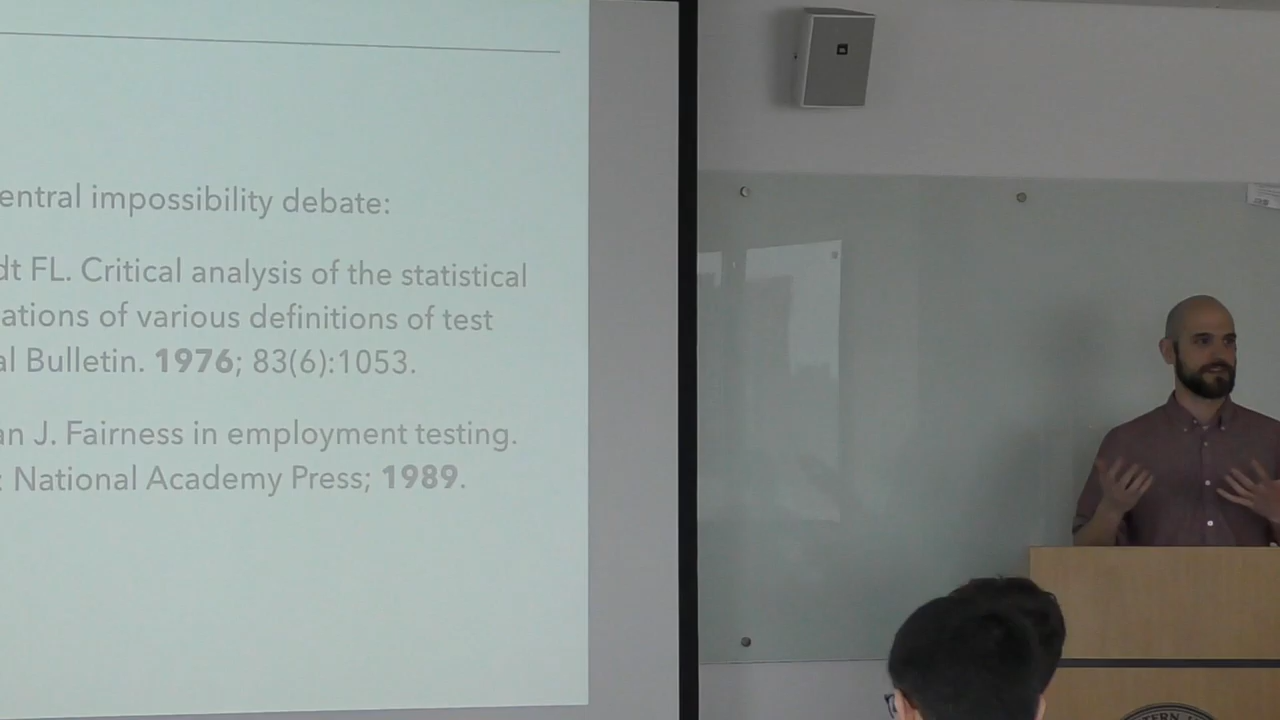 entral impossibility debate:
dt FL. Critical analysis of the statistical
ations of various definitions of test
al Bulletin. 1976; 83(6):1053.
an J. Fairness in employment testing.
: National Academy Press; 1989.